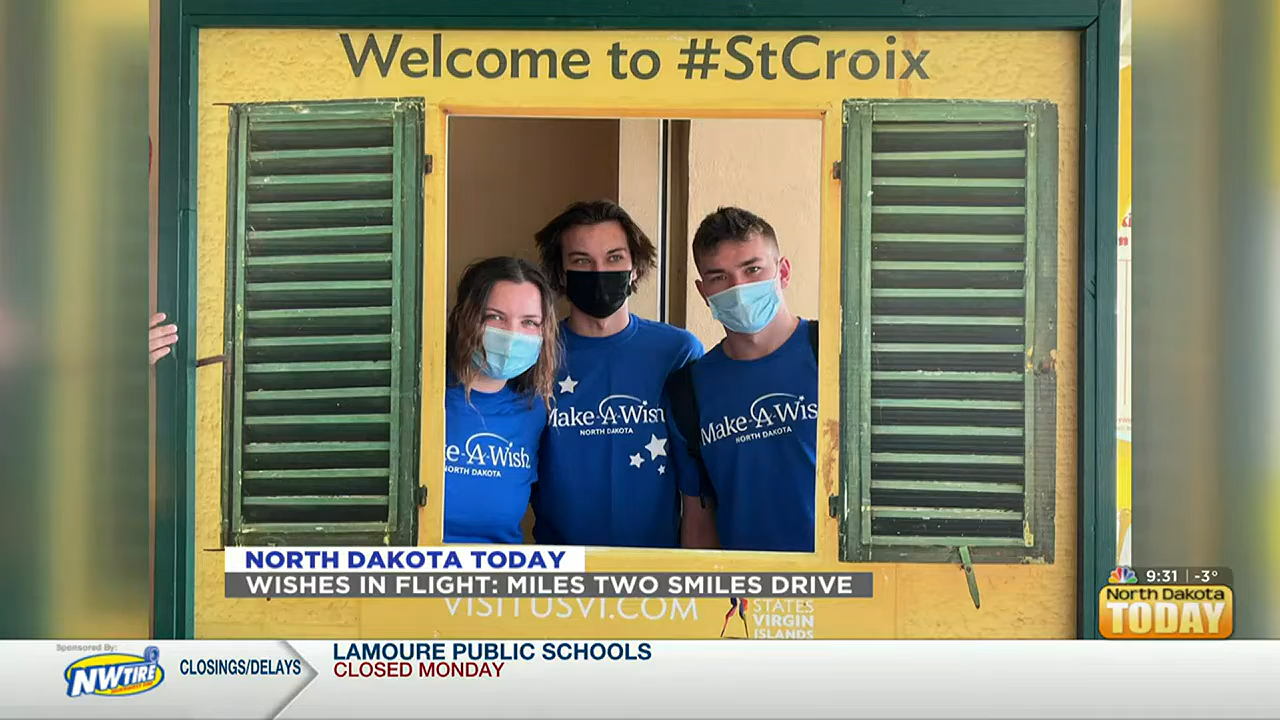 Welcome to #StCroix
Make-A-Wish
NORTH DAKOTA
Make-A-Wis
NORTH DAKOTA
e-A-Wish
NORTH DAKOTA
NORTH DAKOTA TODAY
WISHES IN FLIGHT: MILES TWO SMILES DRIVE
VISITUSVI.COM
STATES
VIRGIN
ISLANDS
9:31 -3°
North Dakota
TODAY
Sponsored By:
NWTIRE
CLOSINGS/DELAYS
LAMOURE PUBLIC SCHOOLS
CLOSED MONDAY